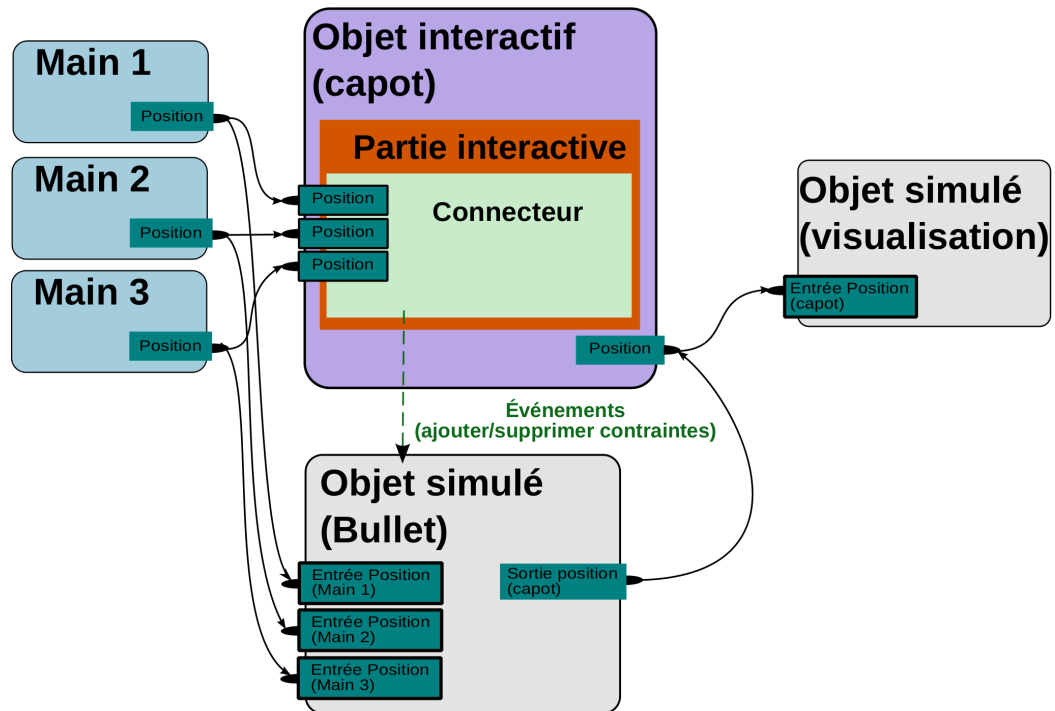 Main 1
Position
Main 2
Position
Main 3
Position
Objet interactif
(capot)
Partie interactive
Connecteur
Position
Position
Position
Position
Événements
(ajouter/supprimer contraintes)
Objet simulé
(Bullet)
Entrée Position
(Main 1)
Entrée Position
(Main 2)
Entrée Position
(Main 3)
Sortie position
(capot)
Objet simulé
(visualisation)
Entrée Position
(capot)